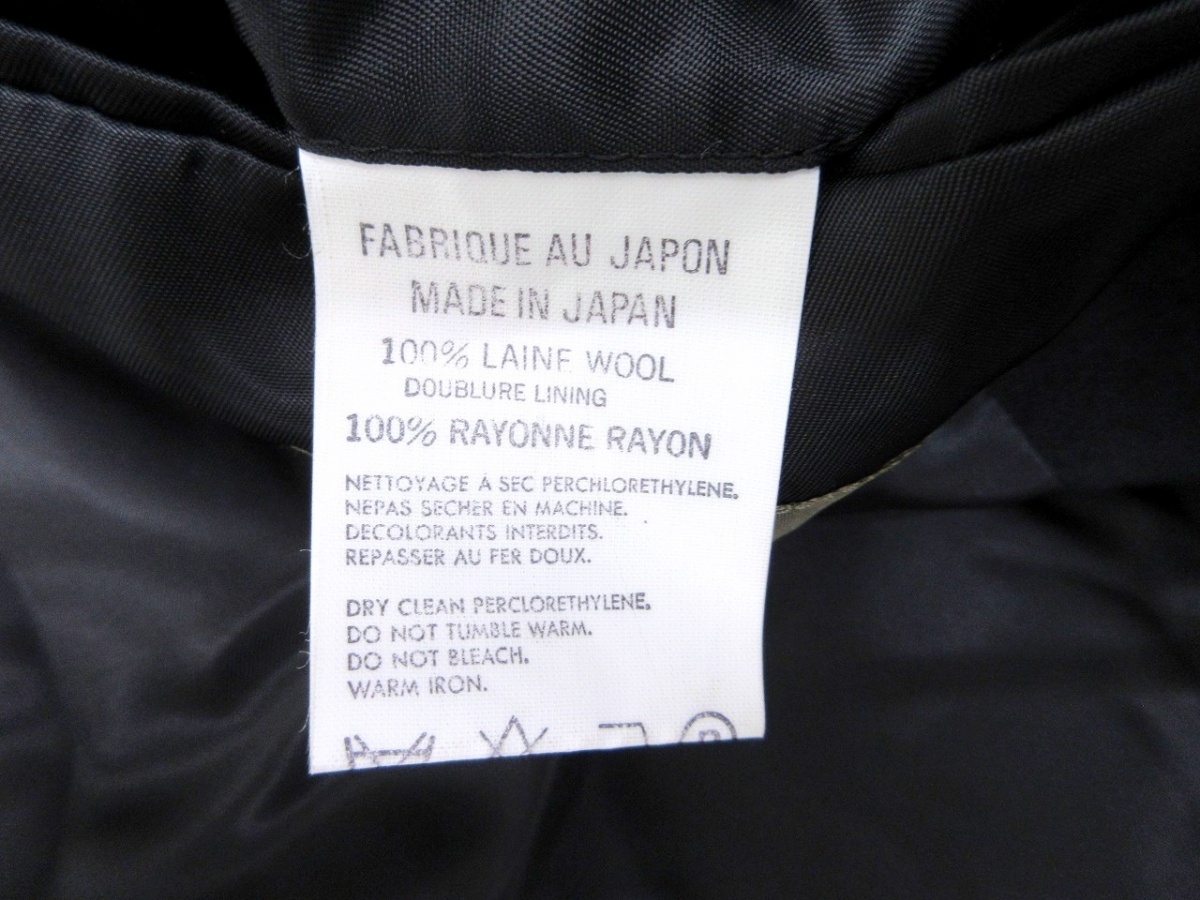 FABRIQUE AU JAPON
MADE IN JAPAN
100% LAINE WOOL
DOUBLURE LINING
100% RAYONNE RAYON
NETTOYAGE À SEC PERCHLORETHYLENE.
NEPAS SECHER EN MACHINE.
DECOLORANTS INTERDITS.
REPASSER AU FER DOUX.
DRY CLEAN PERCLORETHYLENE.
DO NOT TUMBLE WARM.
DO NOT BLEACH.
WARM IRON.